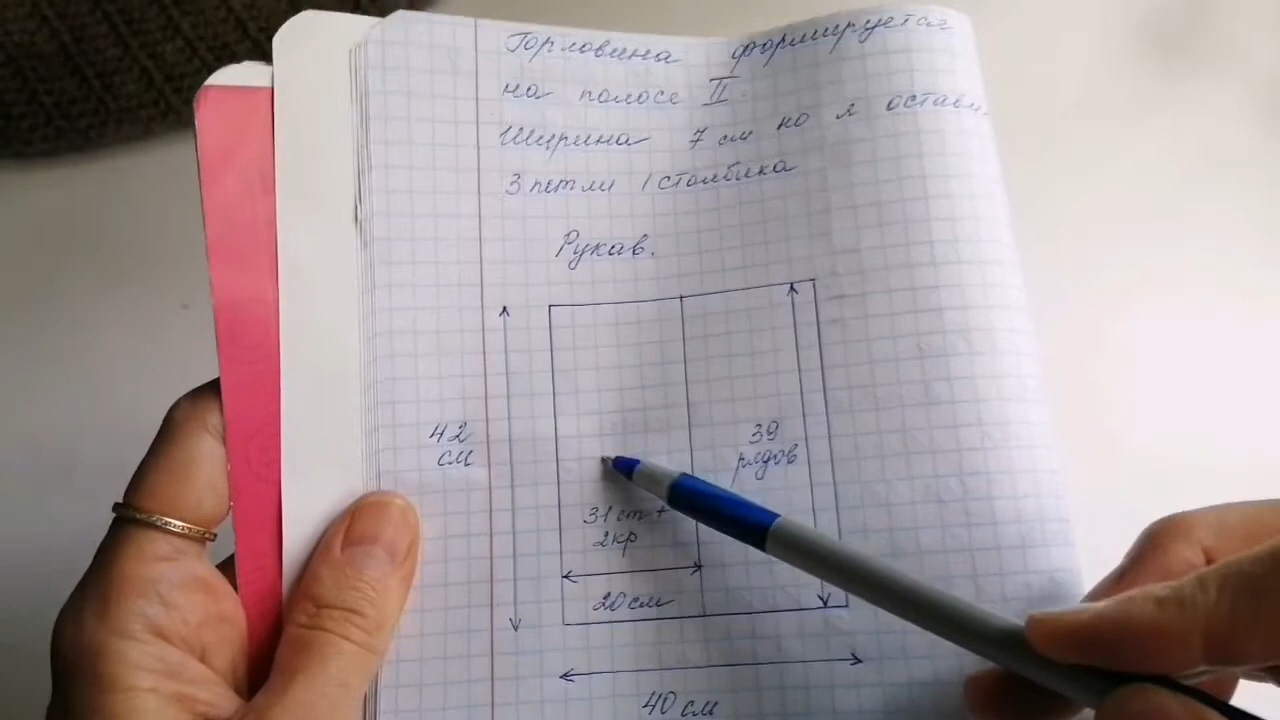 Горловина формируется
на полосе II.
Ширина 7 см но я остави
3 петли 1 столбика
Рукав.
42
см
39
рядов
31 ст +
2кр
20 см
40 см